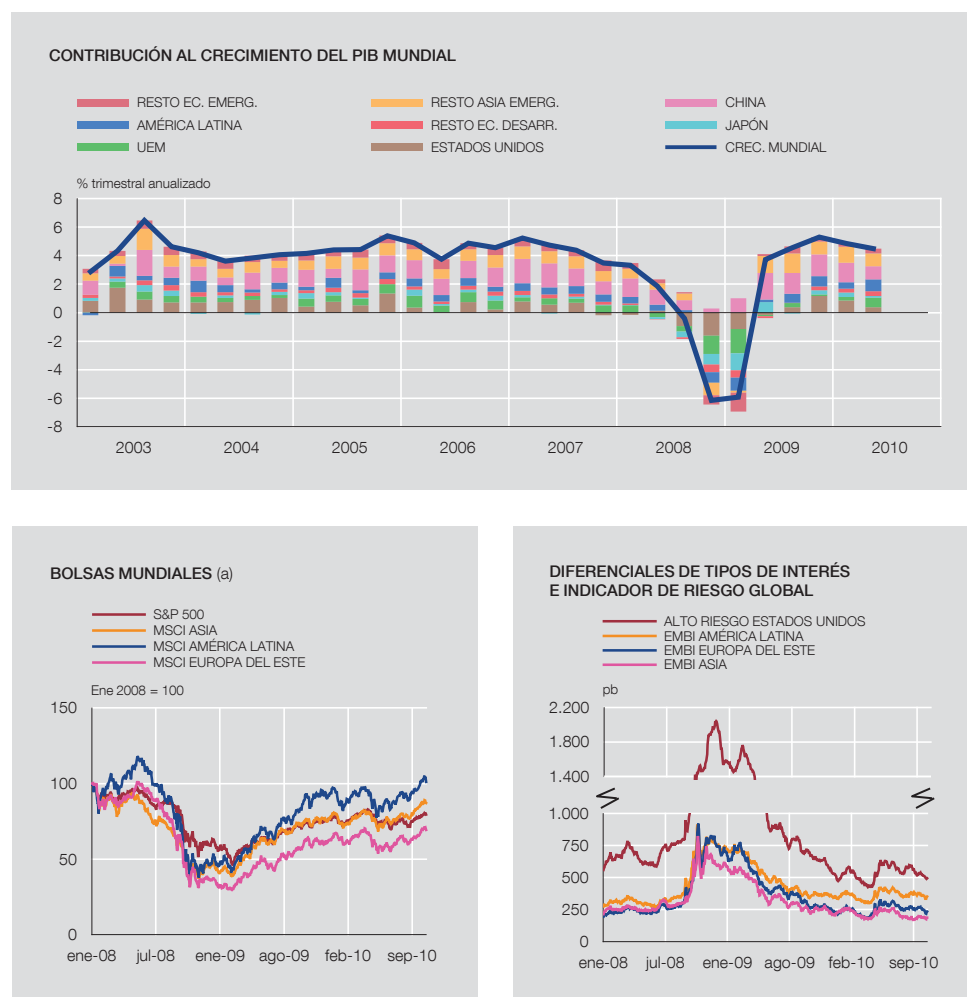 CONTRIBUCIÓN AL CRECIMIENTO DEL PIB MUNDIAL
RESTO EC. EMERG.
RESTO ASIA EMERG.
CHINA
AMÉRICA LATINA
RESTO EC. DESARR.
JAPÓN
UEM
ESTADOS UNIDOS
CREC. MUNDIAL
% trimestral anualizado
8
6
4
2
0
-2
-4
-6
-8
2003 2004 2005 2006 2007 2008 2009 2010
BOLSAS MUNDIALES (a)
S&P 500
MSCI ASIA
MSCI AMÉRICA LATINA
MSCI EUROPA DEL ESTE
Ene 2008 = 100
150
100
50
0
ene-08 jul-08 ene-09 ago-09 feb-10 sep-10
DIFERENCIALES DE TIPOS DE INTERÉS
E INDICADOR DE RIESGO GLOBAL
ALTO RIESGO ESTADOS UNIDOS
EMBI AMÉRICA LATINA
EMBI EUROPA DEL ESTE
EMBI ASIA
pb
2.200
1.800
1.400
1.000
750
500
250
0
ene-08 jul-08 ene-09 ago-09 feb-10 sep-10